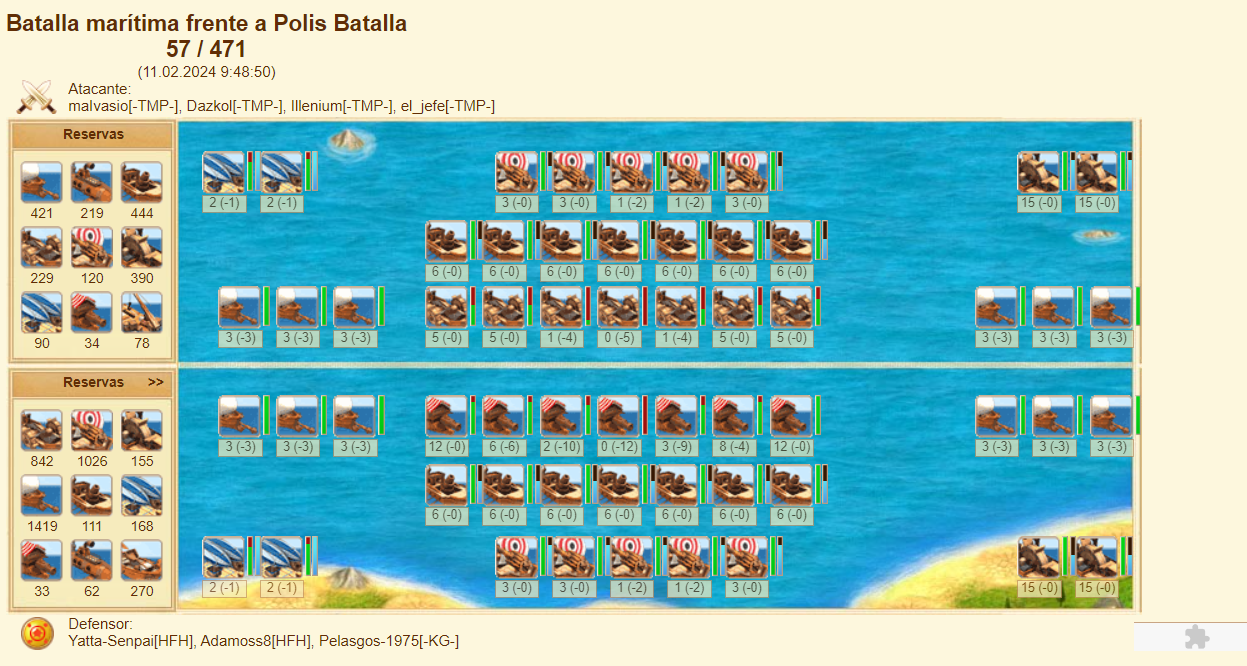 Batalla marítima frente a Polis Batalla
57 / 471
(11.02.2024 9:48:50)
Atacante:
malvasio[-TMP-], Dazkol[-TMP-], Illenium[-TMP-], el_jefe[-TMP-]
Reservas
421 219 444
229 120 390
90 34 78
2 (-1) 2 (-1) 3 (-0) 3 (-0) 1 (-2) 1 (-2) 3 (-0) 15 (-0) 15 (-0)
6 (-0) 6 (-0) 6 (-0) 6 (-0) 6 (-0) 6 (-0) 6 (-0)
3 (-3) 3 (-3) 3 (-3) 5 (-0) 5 (-0) 1 (-4) 0 (-5) 1 (-4) 5 (-0) 5 (-0) 3 (-3) 3 (-3) 3 (-3)
Reservas >>
842 1026 155
1419 111 168
33 62 270
3 (-3) 3 (-3) 3 (-3) 12 (-0) 6 (-6) 2 (-10) 0 (-12) 3 (-9) 8 (-4) 12 (-0) 3 (-3) 3 (-3) 3 (-3)
6 (-0) 6 (-0) 6 (-0) 6 (-0) 6 (-0) 6 (-0) 6 (-0)
2 (-1) 2 (-1) 3 (-0) 3 (-0) 1 (-2) 1 (-2) 3 (-0) 15 (-0) 15 (-0)
Defensor:
Yatta-Senpai[HFH], Adamoss8[HFH], Pelasgos-1975[-KG-]